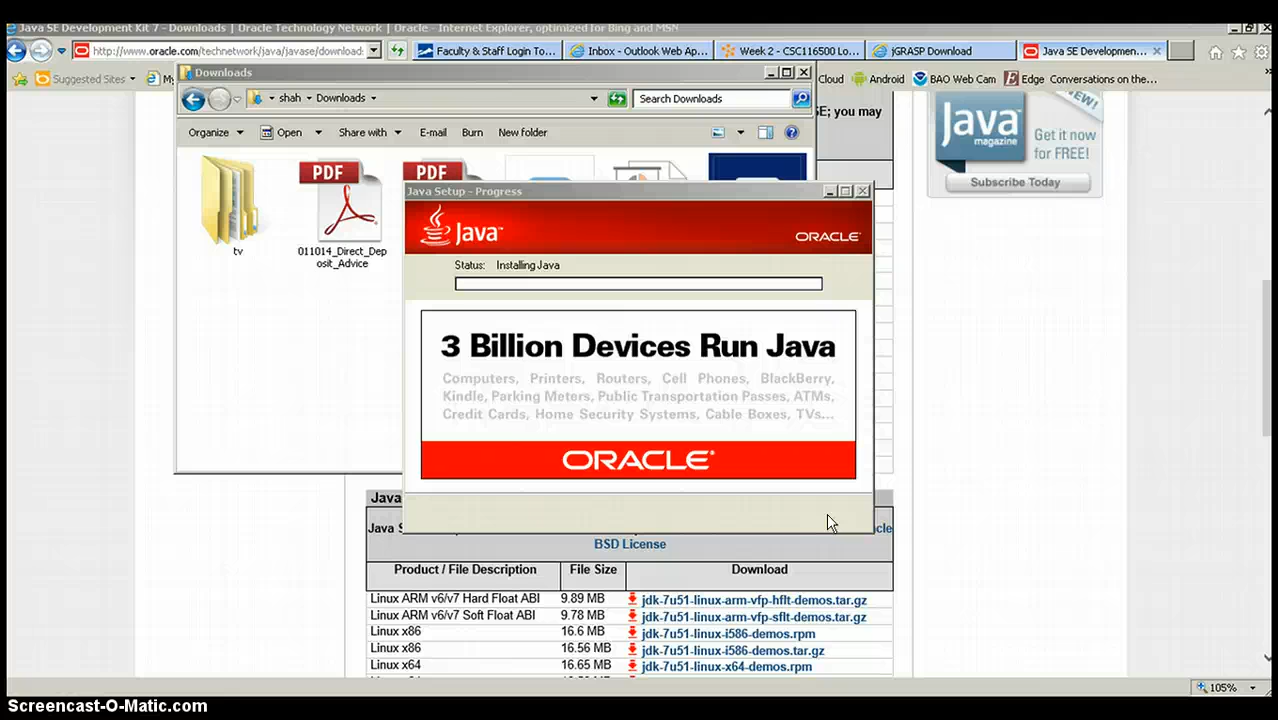 Java SE Development Kit 7 - Downloads | Oracle Technology Network | Oracle - Internet Explorer, optimized for Bing and MSN
http://www.oracle.com/technetwork/java/javase/download:
Faculty & Staff Login To...
Inbox - Outlook Web Ap...
Week 2 - CSC116500 Lo...
jGRASP Download
Java SE Developmen...
Suggested Sites
My
Cloud
Android
BAO Web Cam
Edge Conversations on the...
Downloads
shah
Downloads
Search Downloads
Organize
Open
Share with
E-mail
Burn
New folder
SE; you may
Java
magazine
NEW!
Get it now
for FREE!
Subscribe Today
PDF
PDF
tv
011014_Direct_Dep
osit_Advice
Java Setup - Progress
Java™
ORACLE
Status: Installing Java
3 Billion Devices Run Java
Computers, Printers, Routers, Cell Phones, BlackBerry,
Kindle, Parking Meters, Public Transportation Passes, ATMs,
Credit Cards, Home Security Systems, Cable Boxes, TVs...
ORACLE®
Java
Java S
cle
BSD License
Product / File Description
File Size
Download
Linux ARM v6/v7 Hard Float ABI 9.89 MB jdk-7u51-linux-arm-vfp-hflt-demos.tar.gz
Linux ARM v6/v7 Soft Float ABI 9.78 MB jdk-7u51-linux-arm-vfp-sflt-demos.tar.gz
Linux x86 16.6 MB jdk-7u51-linux-i586-demos.rpm
Linux x86 16.56 MB jdk-7u51-linux-i586-demos.tar.gz
Linux x64 16.65 MB jdk-7u51-linux-x64-demos.rpm
105%
Screencast-O-Matic.com